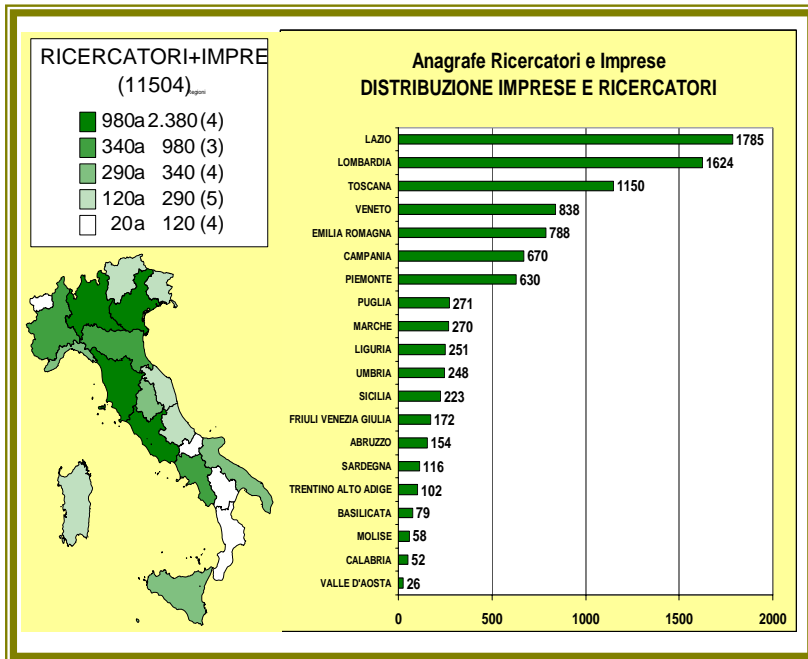 RICERCATORI+IMPRE
(11504)
Regioni
980a 2.380 (4)
340a 980 (3)
290a 340 (4)
120a 290 (5)
20a 120 (4)
Anagrafe Ricercatori e Imprese
DISTRIBUZIONE IMPRESE E RICERCATORI
LAZIO 1785
LOMBARDIA 1624
TOSCANA 1150
VENETO 838
EMILIA ROMAGNA 788
CAMPANIA 670
PIEMONTE 630
PUGLIA 271
MARCHE 270
LIGURIA 251
UMBRIA 248
SICILIA 223
FRIULI VENEZIA GIULIA 172
ABRUZZO 154
SARDEGNA 116
TRENTINO ALTO ADIGE 102
BASILICATA 79
MOLISE 58
CALABRIA 52
VALLE D'AOSTA 26
0 500 1000 1500 2000